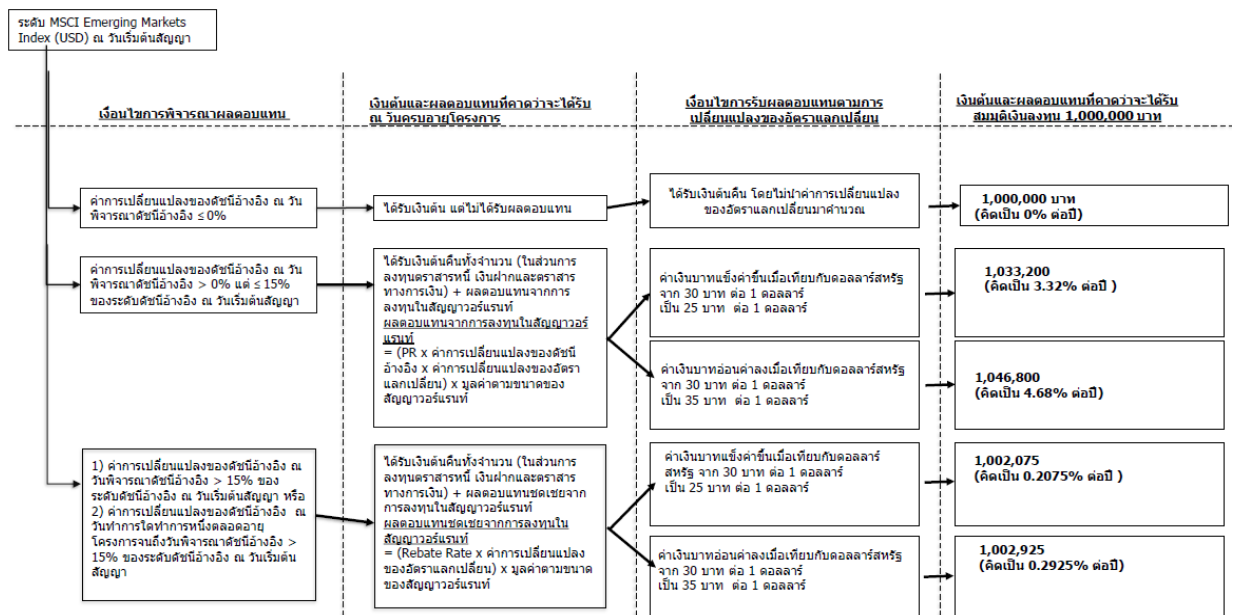 ระดับ MSCI Emerging Markets
Index (USD) ณ วันเริ่มต้นสัญญา
เงื่อนไขการพิจารณาผลตอบแทน
เงินต้นและผลตอบแทนที่คาดว่าจะได้รับ
ณ วันครบอายุโครงการ
เงื่อนไขการรับผลตอบแทนตามการ
เปลี่ยนแปลงของอัตราแลกเปลี่ยน
เงินต้นและผลตอบแทนที่คาดว่าจะได้รับ
สมมติเงินลงทุน 1,000,000 บาท
ค่าการเปลี่ยนแปลงของดัชนีอ้างอิง ณ วัน
พิจารณาดัชนีอ้างอิง ≤ 0%
ได้รับเงินต้น แต่ไม่ได้รับผลตอบแทน
ได้รับเงินต้นคืน โดยไม่นำค่าการเปลี่ยนแปลง
ของอัตราแลกเปลี่ยนมาคำนวณ
1,000,000 บาท
(คิดเป็น 0% ต่อปี)
ค่าการเปลี่ยนแปลงของดัชนีอ้างอิง ณ วัน
พิจารณาดัชนีอ้างอิง > 0% แต่ ≤ 15%
ของระดับดัชนีอ้างอิง ณ วันเริ่มต้นสัญญา
ได้รับเงินต้นคืนทั้งจำนวน (ในส่วนการ
ลงทุนตราสารหนี้ เงินฝากและตราสาร
ทางการเงิน) + ผลตอบแทนจากการ
ลงทุนในสัญญาวอร์แรนท์
ผลตอบแทนจากการลงทุนในสัญญาวอร์
แรนท์
= (PR x ค่าการเปลี่ยนแปลงของดัชนี
อ้างอิง x ค่าการเปลี่ยนแปลงของอัตรา
แลกเปลี่ยน) x มูลค่าตามขนาดของ
สัญญาวอร์แรนท์
ค่าเงินบาทแข็งค่าขึ้นเมื่อเทียบกับดอลลาร์สหรัฐ
จาก 30 บาท ต่อ 1 ดอลลาร์
เป็น 25 บาท ต่อ 1 ดอลลาร์
1,033,200
(คิดเป็น 3.32% ต่อปี )
ค่าเงินบาทอ่อนค่าลงเมื่อเทียบกับดอลลาร์สหรัฐ
จาก 30 บาท ต่อ 1 ดอลลาร์
เป็น 35 บาท ต่อ 1 ดอลลาร์
1,046,800
(คิดเป็น 4.68% ต่อปี)
1) ค่าการเปลี่ยนแปลงของดัชนีอ้างอิง ณ
วันพิจารณาดัชนีอ้างอิง > 15% ของ
ระดับดัชนีอ้างอิง ณ วันเริ่มต้นสัญญา หรือ
2) ค่าการเปลี่ยนแปลงของดัชนีอ้างอิง ณ
วันทำการใดทำการหนึ่งตลอดอายุ
โครงการจนถึงวันพิจารณาดัชนีอ้างอิง >
15% ของระดับดัชนีอ้างอิง ณ วันเริ่มต้น
สัญญา
ได้รับเงินต้นคืนทั้งจำนวน (ในส่วนการ
ลงทุนตราสารหนี้ เงินฝากและตราสาร
ทางการเงิน) + ผลตอบแทนชดเชยจาก
การลงทุนในสัญญาวอร์แรนท์
ผลตอบแทนชดเชยจากการลงทุนใน
สัญญาวอร์แรนท์
= (Rebate Rate x ค่าการเปลี่ยนแปลง
ของอัตราแลกเปลี่ยน) x มูลค่าตามขนาด
ของสัญญาวอร์แรนท์
ค่าเงินบาทแข็งค่าขึ้นเมื่อเทียบกับดอลลาร์
สหรัฐ จาก 30 บาท ต่อ 1 ดอลลาร์
เป็น 25 บาท ต่อ 1 ดอลลาร์
1,002,075
(คิดเป็น 0.2075% ต่อปี )
ค่าเงินบาทอ่อนค่าลงเมื่อเทียบกับดอลลาร์สหรัฐ
จาก 30 บาท ต่อ 1 ดอลลาร์
เป็น 35 บาท ต่อ 1 ดอลลาร์
1,002,925
(คิดเป็น 0.2925% ต่อปี)